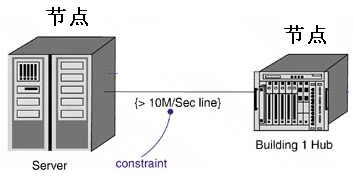 节点
节点
{> 10M/Sec line}
Server
constraint
Building 1 Hub